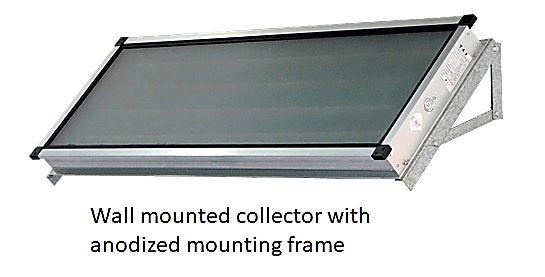 Wall mounted collector with
anodized mounting frame